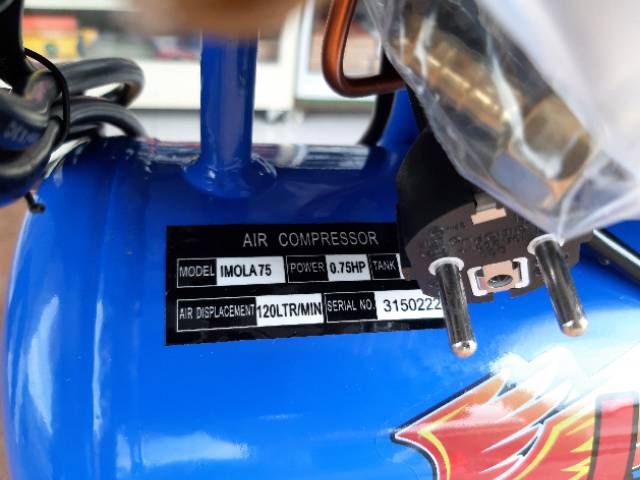 AIR COMPRESSOR
MODEL IMOLA75 POWER 0.75HP TANK
AIR DISPLACEMENT 120LTR/MIN SERIAL NO. 3150222